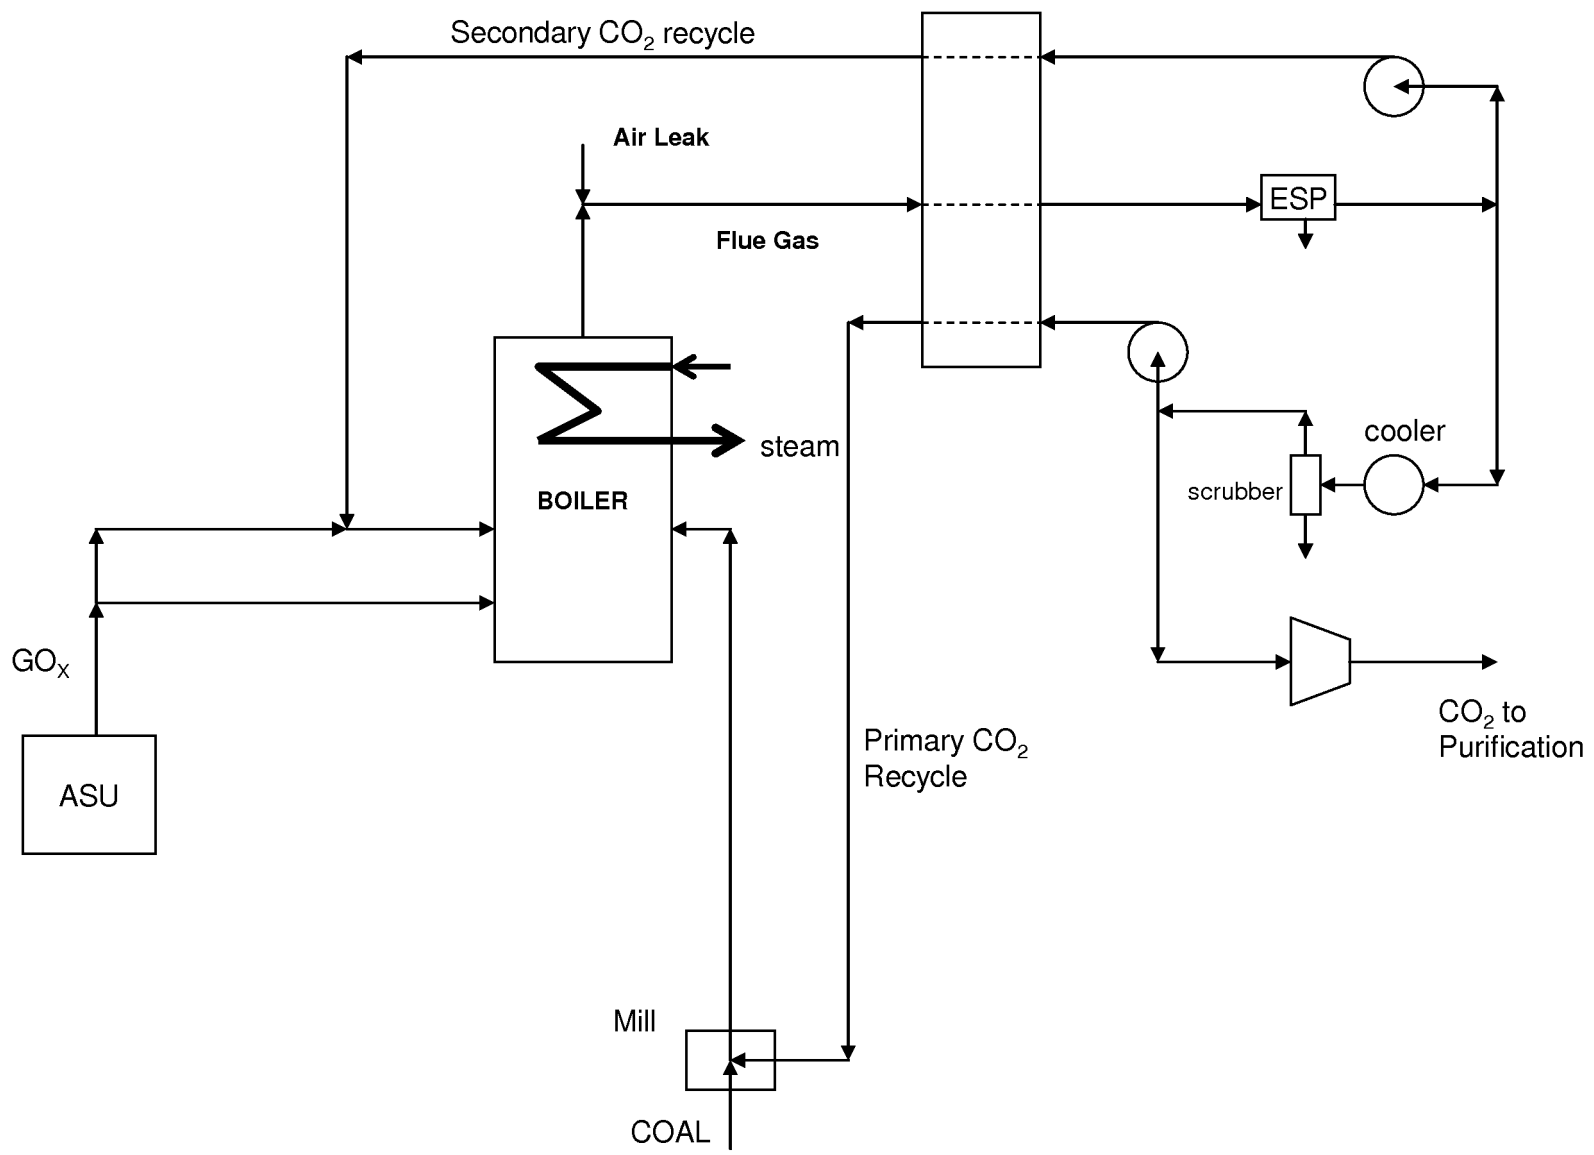 Secondary CO₂ recycle
Air Leak
ESP
Flue Gas
cooler
steam
scrubber
BOILER
GOₓ
CO₂ to
Purification
Primary CO₂
Recycle
ASU
Mill
COAL